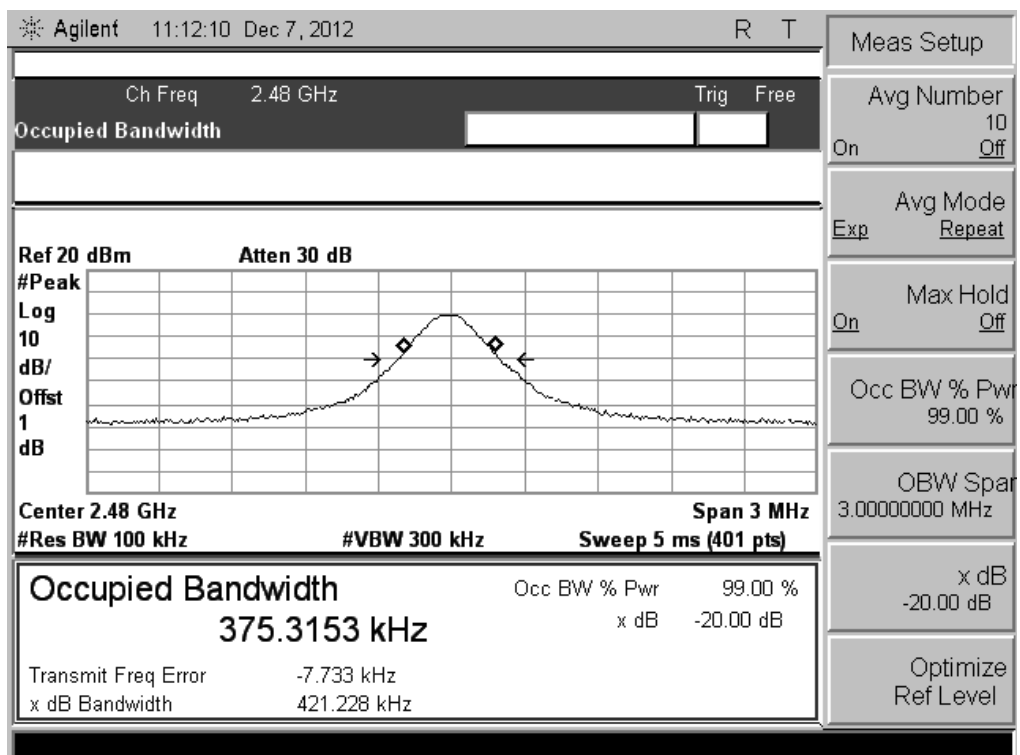 Agilent 11:12:10 Dec 7, 2012 R T
Ch Freq 2.48 GHz Trig Free
Occupied Bandwidth
Ref 20 dBm Atten 30 dB
#Peak
Log
10
dB/
Offst
1
dB
Center 2.48 GHz Span 3 MHz
#Res BW 100 kHz #VBW 300 kHz Sweep 5 ms (401 pts)
Occupied Bandwidth Occ BW % Pwr 99.00 %
375.3153 kHz x dB -20.00 dB
Transmit Freq Error -7.733 kHz
x dB Bandwidth 421.228 kHz
Meas Setup
Avg Number
10
On Off
Avg Mode
Exp Repeat
Max Hold
On Off
Occ BW % Pwr
99.00 %
OBW Span
3.00000000 MHz
x dB
-20.00 dB
Optimize
Ref Level